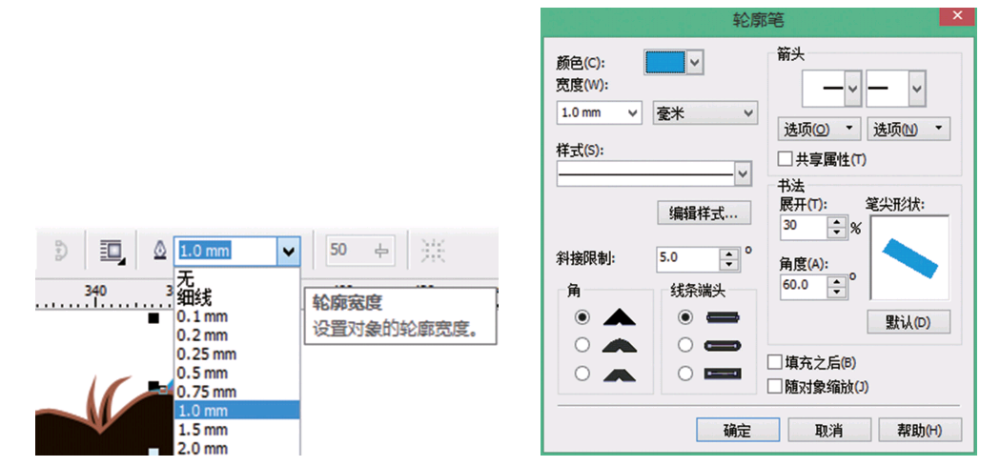 1.0 mm
50
340
无
细线
0.1 mm
0.2 mm
0.25 mm
0.5 mm
0.75 mm
1.0 mm
1.5 mm
2.0 mm
轮廓宽度
设置对象的轮廓宽度。
轮廓笔
颜色(C):
宽度(W):
1.0 mm
毫米
样式(S):
编辑样式...
斜接限制:
5.0
°
角
线条端头
箭头
选项(O)
选项(N)
共享属性(T)
书法
展开(T):
30
%
笔尖形状:
角度(A):
60.0
°
默认(D)
填充之后(B)
随对象缩放(J)
确定
取消
帮助(H)